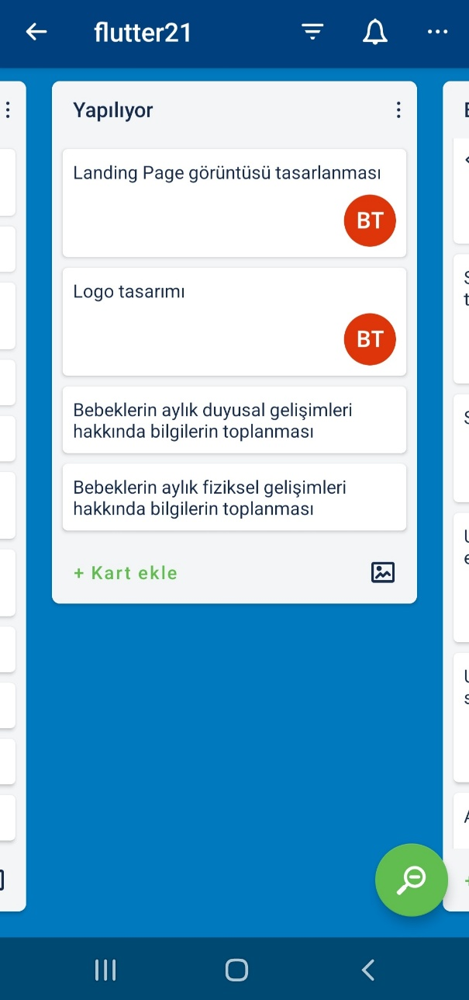 flutter21
Yapılıyor
Landing Page görüntüsü tasarlanması
BT
Logo tasarımı
BT
Bebeklerin aylık duyusal gelişimleri
hakkında bilgilerin toplanması
Bebeklerin aylık fiziksel gelişimleri
hakkında bilgilerin toplanması
+ Kart ekle